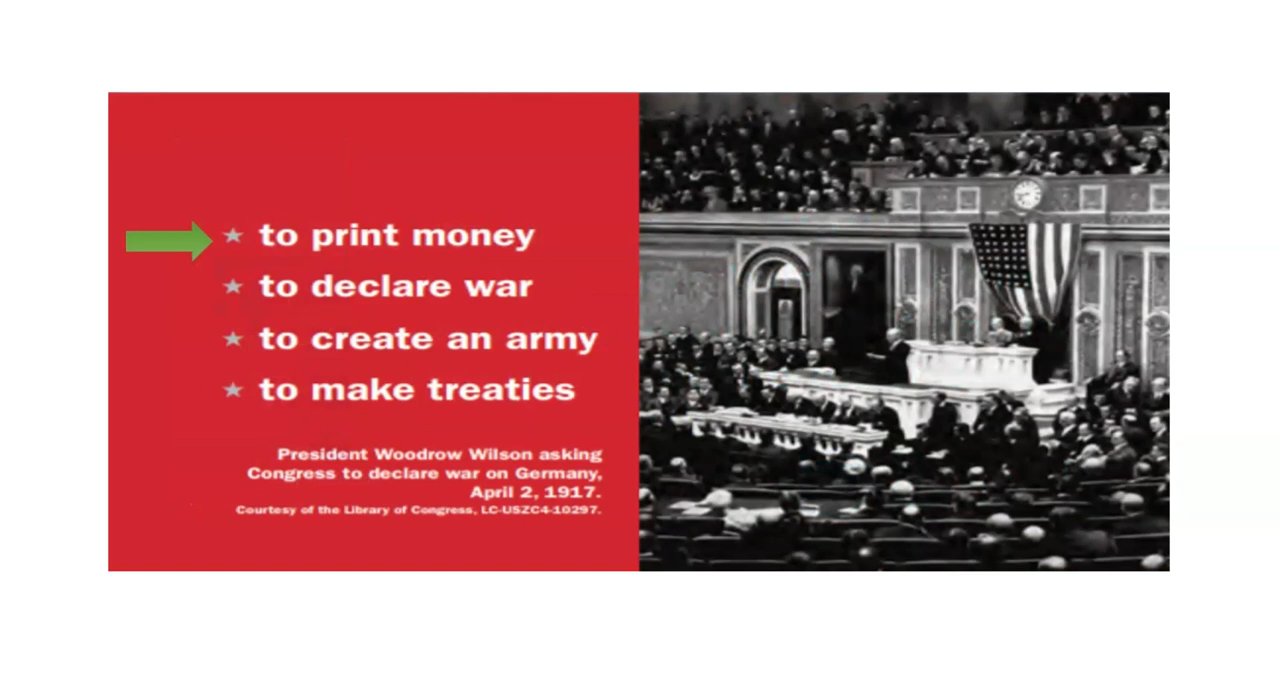 to print money
to declare war
to create an army
to make treaties
President Woodrow Wilson asking
Congress to declare war on Germany,
April 2, 1917.
Courtesy of the Library of Congress, LC-USZC4-10297.